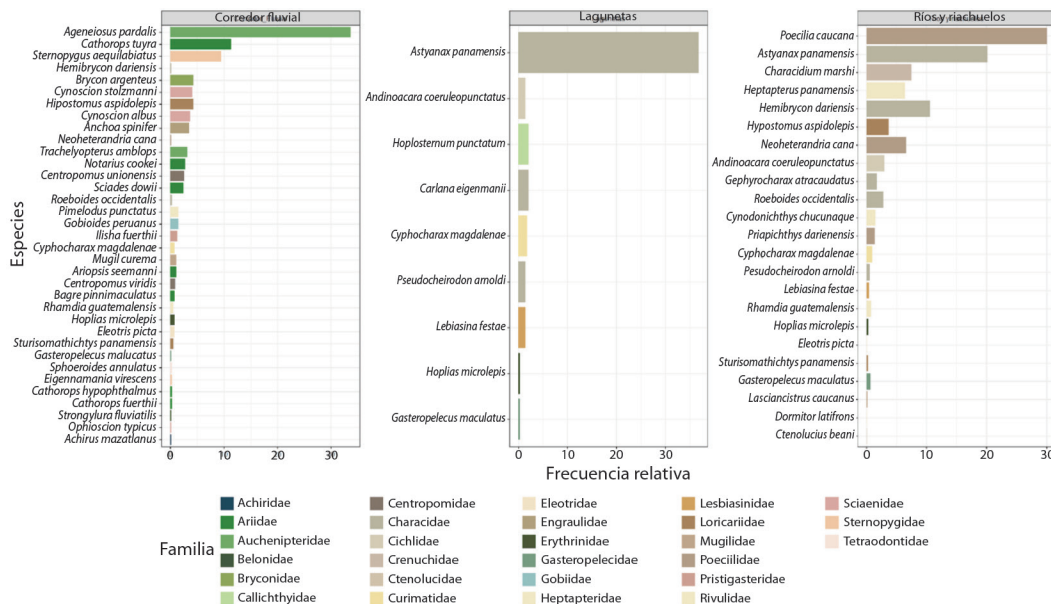 Corredor fluvial
Ageneiosus pardalis
Cathorops tuyra
Sternopygus aequilabiatus
Hemibrycon dariensis
Brycon argenteus
Cynoscion stolzmanni
Hipostomus aspidolepis
Cynoscion albus
Anchoa spinifer
Neoheterandria cana
Trachelyopterus amblops
Notarius cookei
Centropomus unionensis
Sciades dowii
Roeboides occidentalis
Pimelodus punctatus
Gobioides peruanus
Ilisha fuerthii
Cyphocharax magdalenae
Mugil curema
Ariopsis seemanni
Centropomus viridis
Bagre pinnimaculatus
Rhamdia guatemalensis
Hoplias microlepis
Eleotris picta
Sturisomathichtys panamensis
Gasteropelecus malucatus
Sphoeroides annulatus
Eigennamania virescens
Cathorops hypophthalmus
Cathorops fuerthii
Strongylura fluviatilis
Ophioscion typicus
Achirus mazatlanus
0 10 20 30
Especies
Lagunetas
Astyanax panamensis
Andinoacara coeruleopunctatus
Hoplosternum punctatum
Carlana eigenmanii
Cyphocharax magdalenae
Pseudocheirodon arnoldi
Lebiasina festae
Hoplias microlepis
Gasteropelecus maculatus
0 10 20 30
Frecuencia relativa
Ríos y riachuelos
Poecilia caucana
Astyanax panamensis
Characidium marshi
Heptapterus panamensis
Hemibrycon dariensis
Hypostomus aspidolepis
Neoheterandria cana
Andinoacara coeruleopunctatus
Gephyrocharax atracaudatus
Roeboides occidentalis
Cynodonichthy chucunaque
Priapichthys darienensis
Cyphocharax magdalenae
Pesudocheirodon arnoldi
Lebiasina festae
Rhamdia guatemalensis
Hoplias microlepis
Eleotris picta
Sturisomathichtys panamensis
Gasteropelecus maculatus
Lasciancistrus caucanus
Dormitor latifrons
Ctenolucius beani
0 10 20 30
Familia
Achiridae
Ariidae
Auchenipteridae
Belonidae
Bryconidae
Callichthyidae
Centropomidae
Characidae
Cichlidae
Crenuchidae
Ctenolucidae
Curimatidae
Eleotridae
Engraulidae
Erythrinidae
Gasteropelecidae
Gobiidae
Heptapteridae
Lesbiasinidae
Loricariidae
Mugilidae
Poeciilidae
Pristigasteridae
Rivulidae
Sciaenidae
Sternopygidae
Tetraodontidae